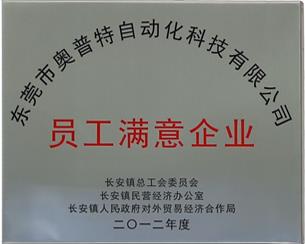 东莞市奥普特自动化科技有限公司
员工满意企业
长安镇总工会委员会
长安镇民营经济办公室
长安镇人民政府对外贸易经济合作局
二〇一二年度